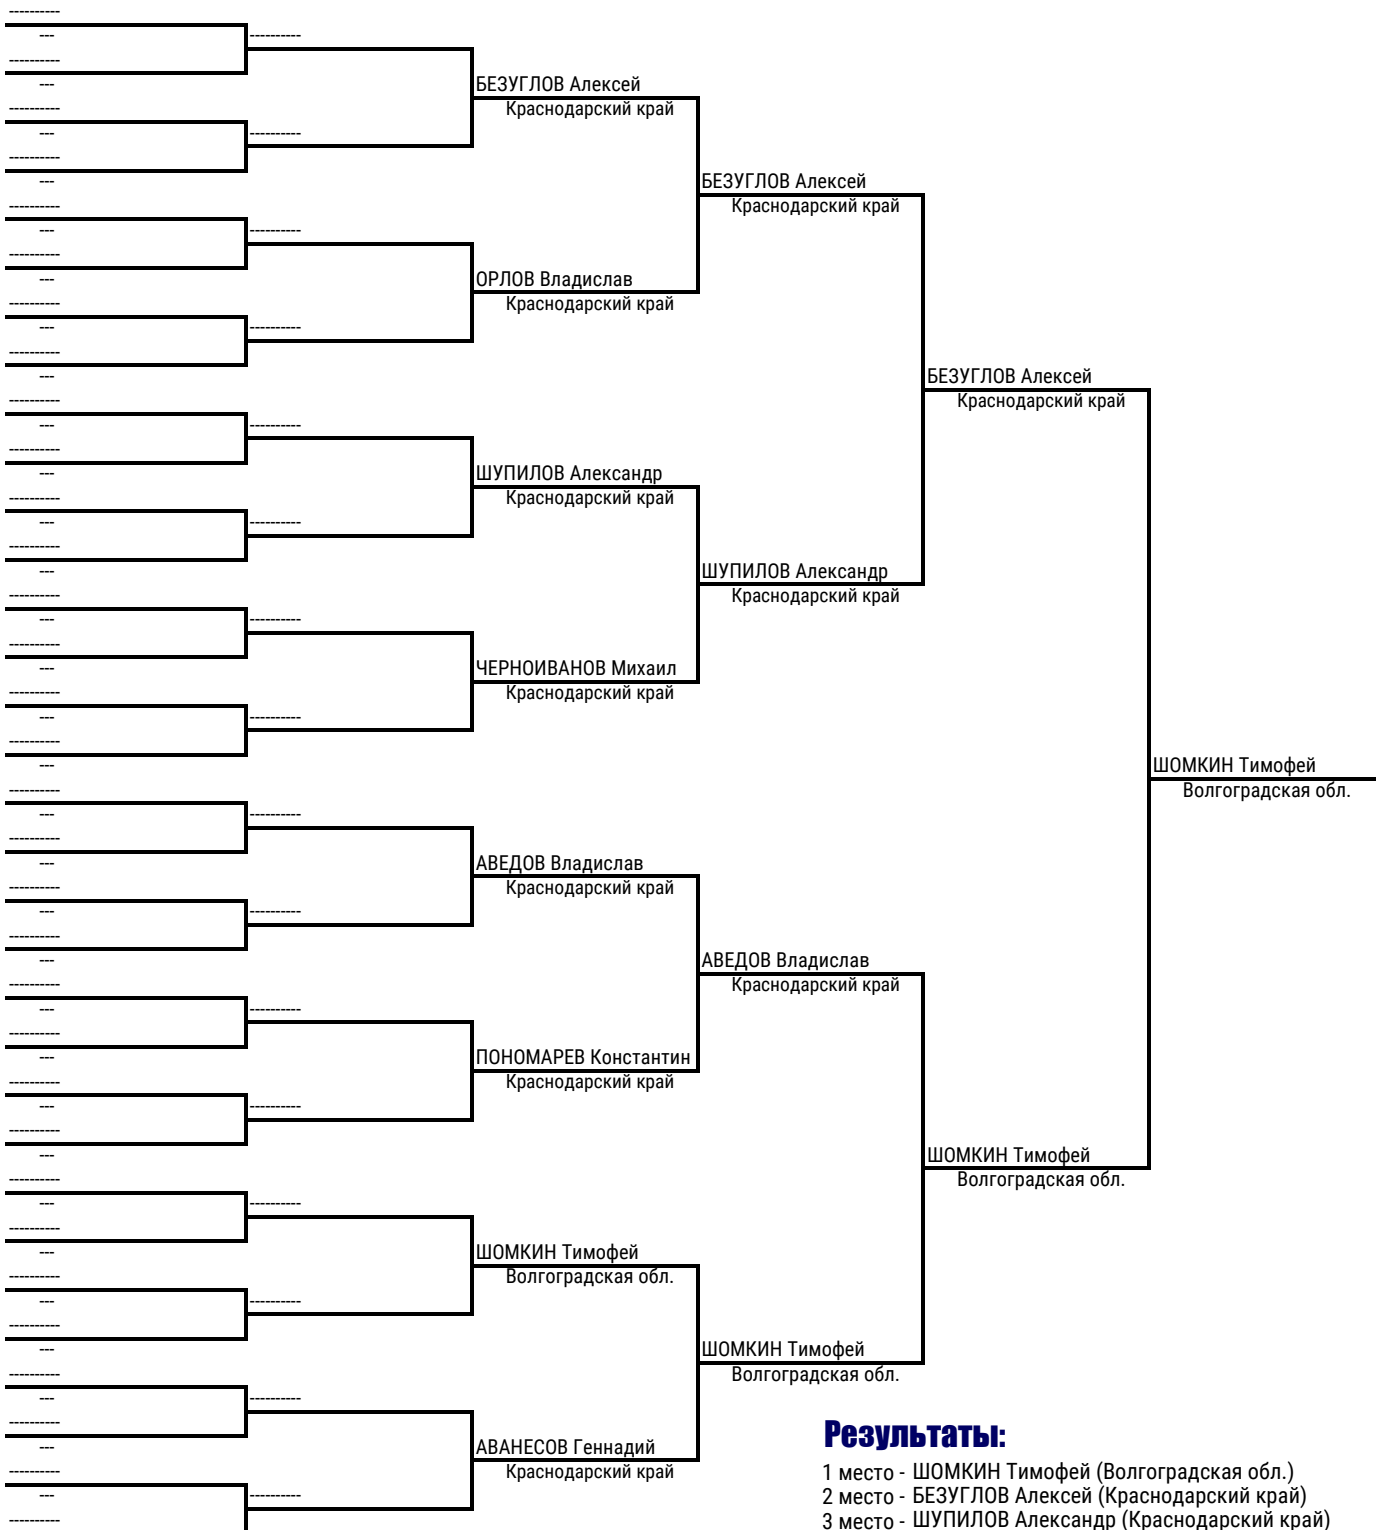 БЕЗУГЛОВ Алексей
Краснодарский край
ОРЛОВ Владислав
Краснодарский край
ШУПИЛОВ Александр
Краснодарский край
ЧЕРНОИВАНОВ Михаил
Краснодарский край
АВЕДОВ Владислав
Краснодарский край
ПОНОМАРЕВ Константин
Краснодарский край
ШОМКИН Тимофей
Волгоградская обл.
АВАНЕСОВ Геннадий
Краснодарский край
БЕЗУГЛОВ Алексей
Краснодарский край
ШУПИЛОВ Александр
Краснодарский край
АВЕДОВ Владислав
Краснодарский край
ШОМКИН Тимофей
Волгоградская обл.
БЕЗУГЛОВ Алексей
Краснодарский край
ШОМКИН Тимофей
Волгоградская обл.
ШОМКИН Тимофей
Волгоградская обл.
Результаты:
1 место - ШОМКИН Тимофей (Волгоградская обл.)
2 место - БЕЗУГЛОВ Алексей (Краснодарский край)
3 место - ШУПИЛОВ Александр (Краснодарский край)